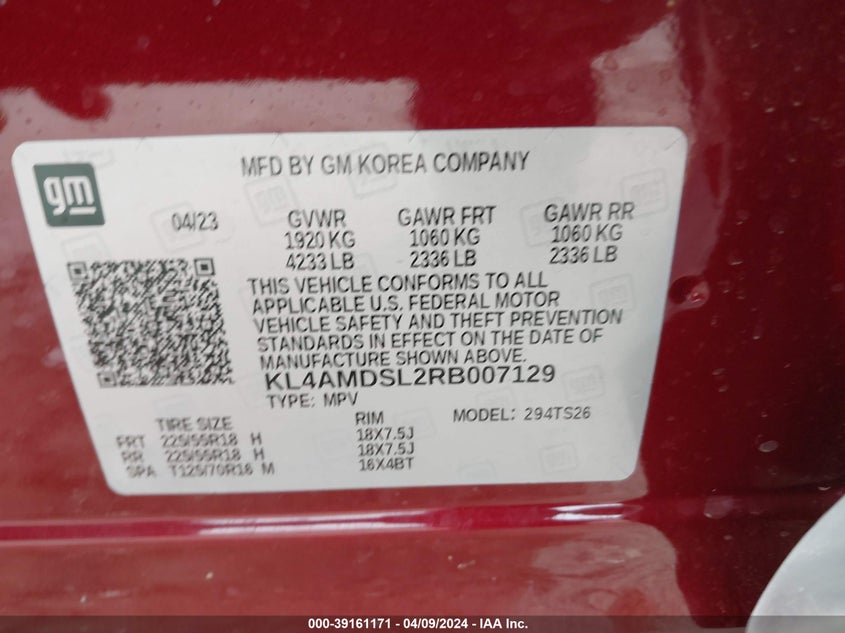 gm
MFD BY GM KOREA COMPANY
04/23 GVWR GAWR FRT GAWR RR
1920 KG 1060 KG 1060 KG
4233 LB 2336 LB 2336 LB
THIS VEHICLE CONFORMS TO ALL
APPLICABLE U.S. FEDERAL MOTOR
VEHICLE SAFETY AND THEFT PREVENTION
STANDARDS IN EFFECT ON THE DATE OF
MANUFACTURE SHOWN ABOVE.
KL4AMDSL2RB007129
TYPE: MPV MODEL: 294TS26
TIRE SIZE RIM
FRT 225/55R18 H 18X7.5J
RR 225/55R18 H 18X7.5J
SPA T125/70R16 M 16X4BT
000-39161171 - 04/09/2024 - IAA Inc.